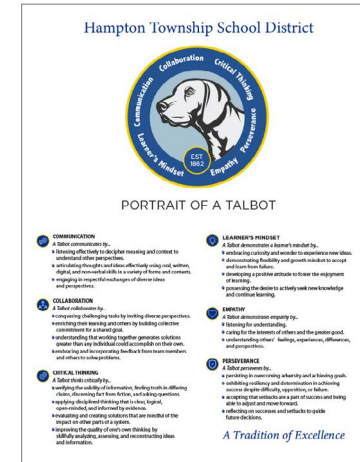 Hampton Township School District
Communication
Collaboration
Critical Thinking
Learner's Mindset
Empathy
Perseverance
EST
1862
PORTRAIT OF A TALBOT
COMMUNICATION
A Talbot communicates by...
listening effectively to decipher meaning and context to
understand other perspectives.
articulating thoughts and ideas effectively using oral, written,
digital, and non-verbal skills in a variety of forms and contexts.
engaging in respectful exchanges of diverse ideas
and perspectives.
COLLABORATION
A Talbot collaborates by...
conquering challenging tasks by inviting diverse perspectives.
enriching their learning and others by building collective
commitment for a shared goal.
understanding that working together generates solutions
greater than any individual could accomplish on their own.
enhancing and incorporating feedback from team members
and others to solve problems.
CRITICAL THINKING
A Talbot thinks critically by...
verifying the validity of information, finding truth in differing
claims, discerning fact from fiction, and asking questions.
applying disciplined thinking that is clear, logical,
open-minded, and informed by evidence.
evaluating and creating solutions that are mindful of the
impact on other parts of a system.
improving the quality of one's own thinking by
skillfully analyzing, assessing, and reconstructing ideas
and information.
LEARNER'S MINDSET
A Talbot demonstrates a learner's mindset by...
embracing curiosity and wonder to experience new ideas.
demonstrating flexibility and growth mindset to accept
and learn from failure.
developing a positive attitude to foster the enjoyment
of learning.
possessing the desire to actively seek new knowledge
and continue learning.
EMPATHY
A Talbot demonstrates empathy by...
listening for understanding.
caring for the interests of others and the greater good.
understanding others' feelings, experiences, differences,
and perspectives.
PERSEVERANCE
A Talbot perseveres by...
persisting in overcoming adversity and achieving goals.
exhibiting resiliency and determination in achieving
success despite difficulty, opposition, or failure.
accepting that setbacks are a part of success and being
able to adjust and move forward.
reflecting on successes and setbacks to guide
future decisions.
A Tradition of Excellence